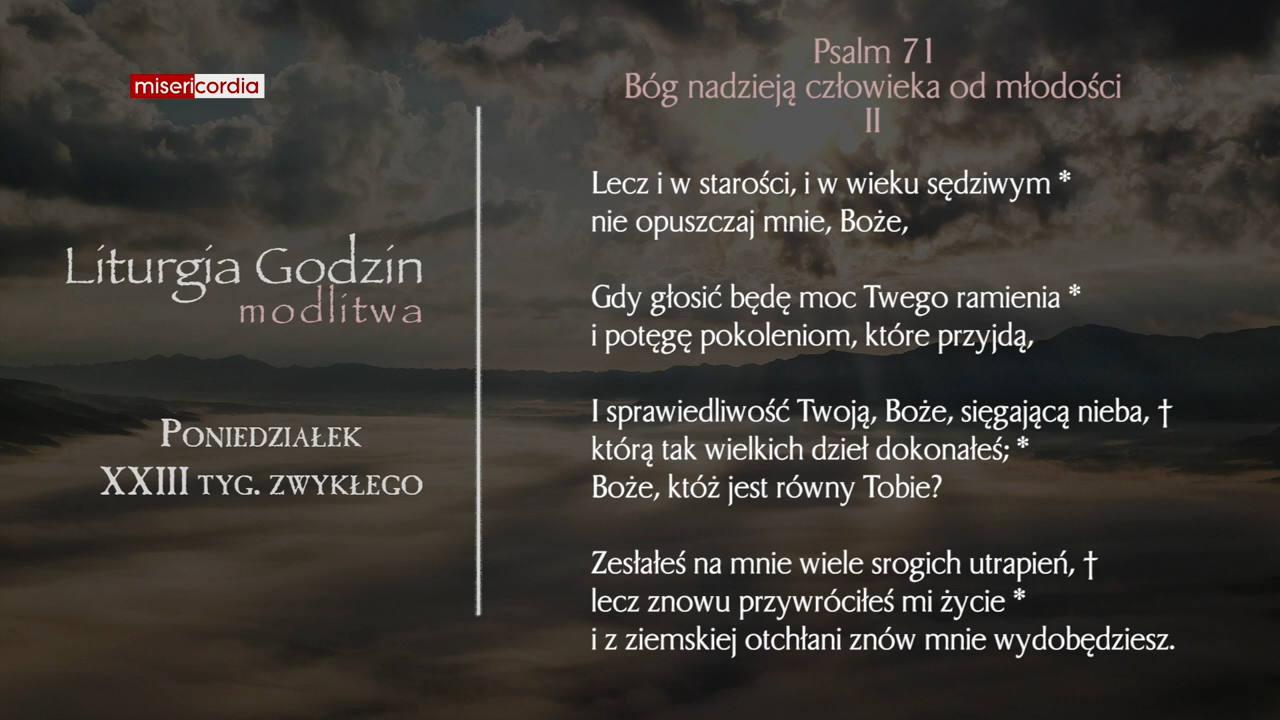 misericordia
Liturgia Godzin
modlitwa
Poniedziałek
XXIII tyg. zwykłego
Psalm 71
Bóg nadzieją człowieka od młodości
II
Lecz i w starości, i w wieku sędziwym *
nie opuszczaj mnie, Boże,
Gdy głosić będę moc Twego ramienia *
i potęgę pokoleniom, które przyjdą,
I sprawiedliwość Twoją, Boże, sięgającą nieba, †
którą tak wielkich dzieł dokonałeś; *
Boże, któż jest równy Tobie?
Zesłałeś na mnie wiele srogich utrapień, †
lecz znowu przywróciłeś mi życie *
i z ziemskiej otchłani znów mnie wydobędziesz.